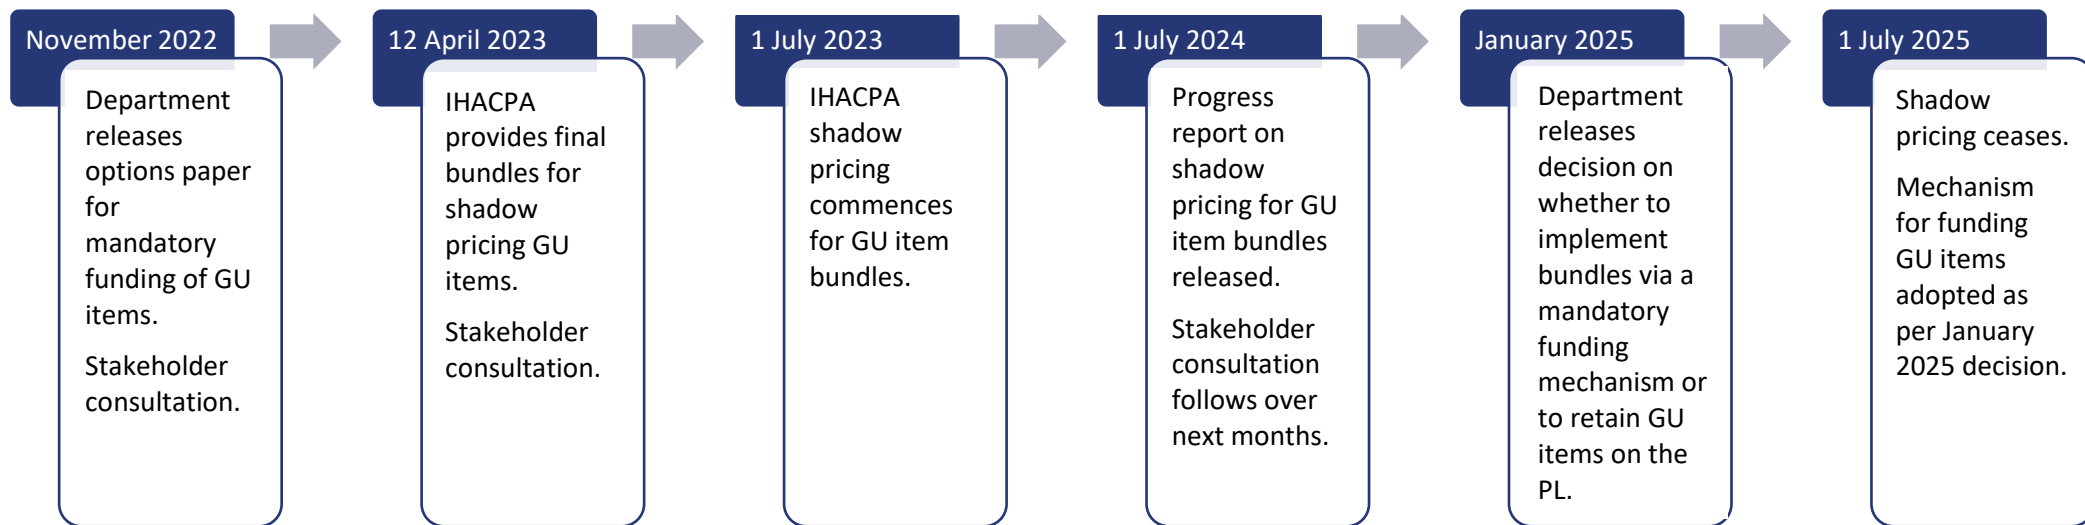 November 2022
Department
releases
options paper
for
mandatory
funding of GU
items.
Stakeholder
consultation.
12 April 2023
IHACPA
provides final
bundles for
shadow
pricing GU
items.
Stakeholder
consultation.
1 July 2023
IHACPA
shadow
pricing
commences
for GU item
bundles.
1 July 2024
Progress
report on
shadow
pricing for GU
item bundles
released.
Stakeholder
consultation
follows over
next months.
January 2025
Department
releases
decision on
whether to
implement
bundles via a
mandatory
funding
mechanism or
to retain GU
items on the
PL.
1 July 2025
Shadow
pricing ceases.
Mechanism
for funding
GU items
adopted as
per January
2025 decision.